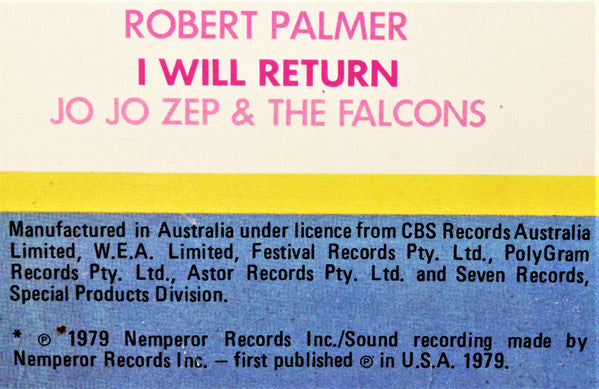 ROBERT PALMER
I WILL RETURN
JO JO ZEP & THE FALCONS
Manufactured in Australia under licence from CBS Records Australia
Limited, W.E.A. Limited, Festival Records Pty. Ltd., PolyGram
Records Pty. Ltd., Astor Records Pty. Ltd. and Seven Records,
Special Products Division.
* ℗ *1979 Nemperor Records Inc./Sound recording made by
Nemperor Records Inc. – first published ℗ in U.S.A. 1979.